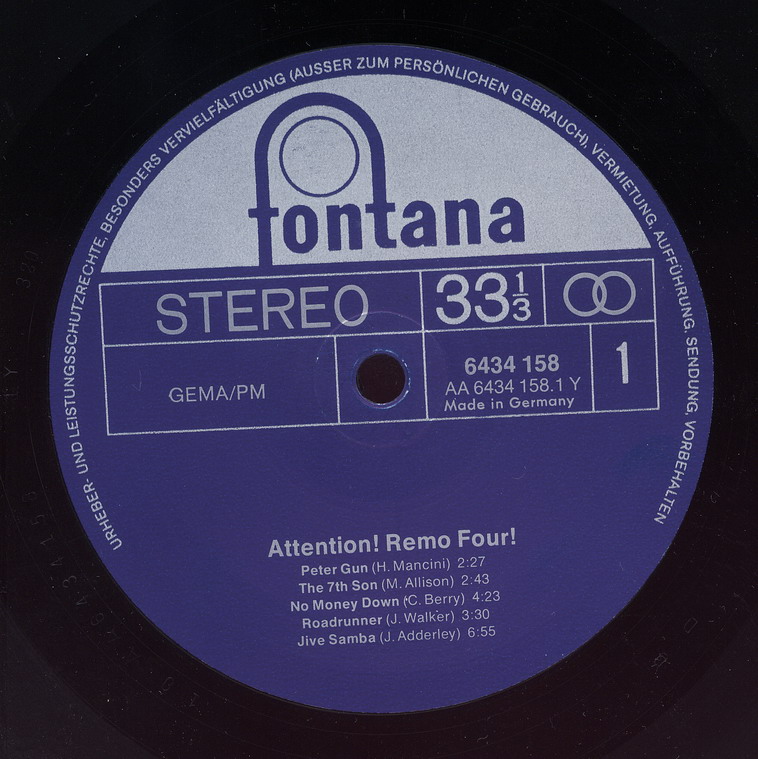 URHEBER- UND LEISTUNGSSCHUTZRECHTE, BESONDERS VERVIELFÄLTIGUNG (AUSSER ZUM PERSÖNLICHEN GEBRAUCH), VERMIETUNG, AUFFÜHRUNG, SENDUNG, VORBEHALTEN
fontana
STEREO
33 1/3
GEMA/PM
6434 158
AA 6434 158.1 Y
Made in Germany
1
Attention! Remo Four!
Peter Gun (H. Mancini) 2:27
The 7th Son (M. Allison) 2:43
No Money Down (C. Berry) 4:23
Roadrunner (J. Walker) 3:30
Jive Samba (J. Adderley) 6:55